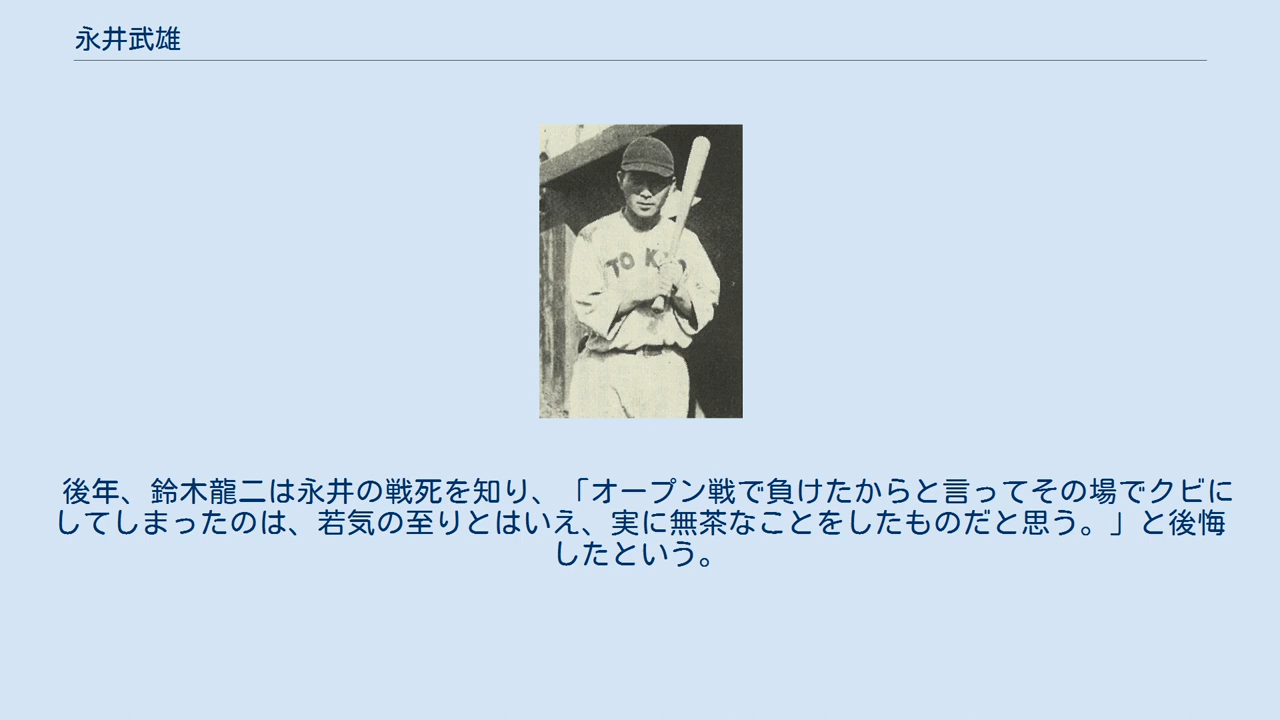 永井武雄
TO K
後年、鈴木龍二は永井の戦死を知り、「オープン戦で負けたからと言ってその場でクビに
してしまったのは、若気の至りとはいえ、実に無茶なことをしたものだと思う。」と後悔
したという。